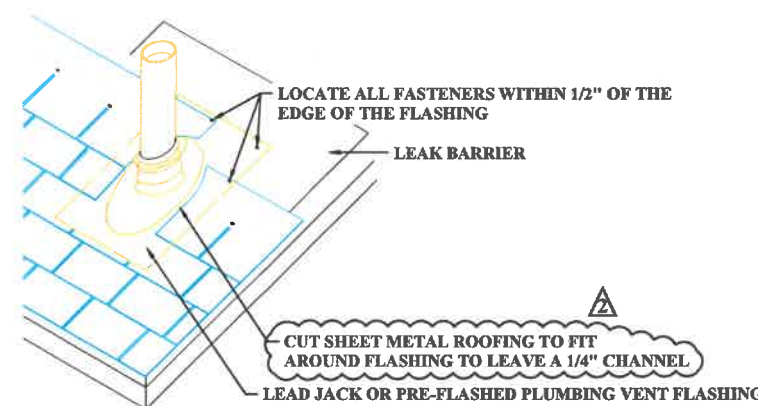 LOCATE ALL FASTENERS WITHIN 1/2" OF THE
EDGE OF THE FLASHING
LEAK BARRIER
2
CUT SHEET METAL ROOFING TO FIT
AROUND FLASHING TO LEAVE A 1/4" CHANNEL
LEAD JACK OR PRE-FLASHED PLUMBING VENT FLASHING